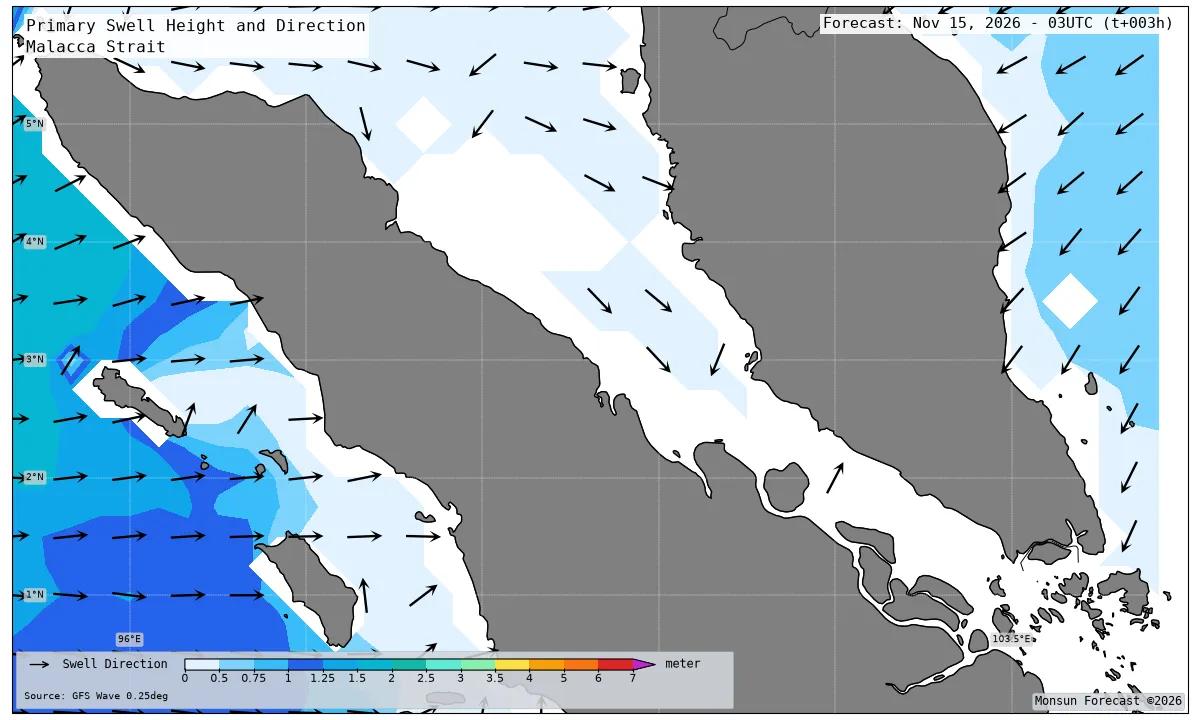 Primary Swell Height and Direction
Malacca Strait
Forecast: Nov 15, 2026 - 03UTC (t+003h)
5°N
4°N
3°N
2°N
1°N
96°E
103.5°E
Swell Direction
meter
0 0.5 0.75 1 1.25 1.5 2 2.5 3 3.5 4 5 6 7
Source: GFS Wave 0.25deg
Monsun Forecast ©2026